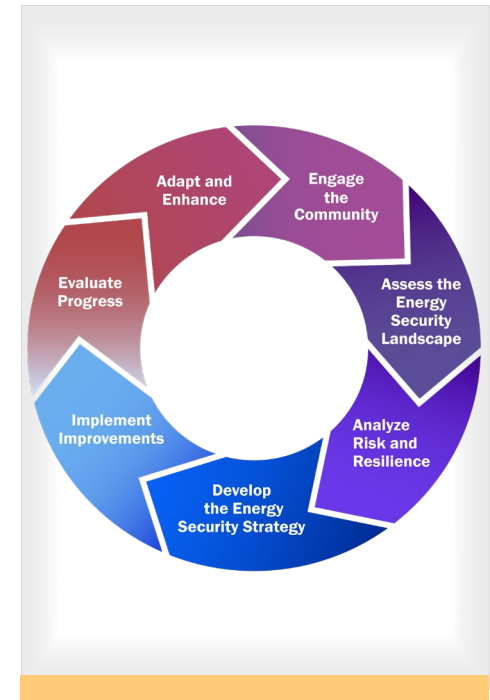 Engage
the
Community
Assess the
Energy
Security
Landscape
Analyze
Risk and
Resilience
Develop
the Energy
Security Strategy
Implement
Improvements
Evaluate
Progress
Adapt and
Enhance